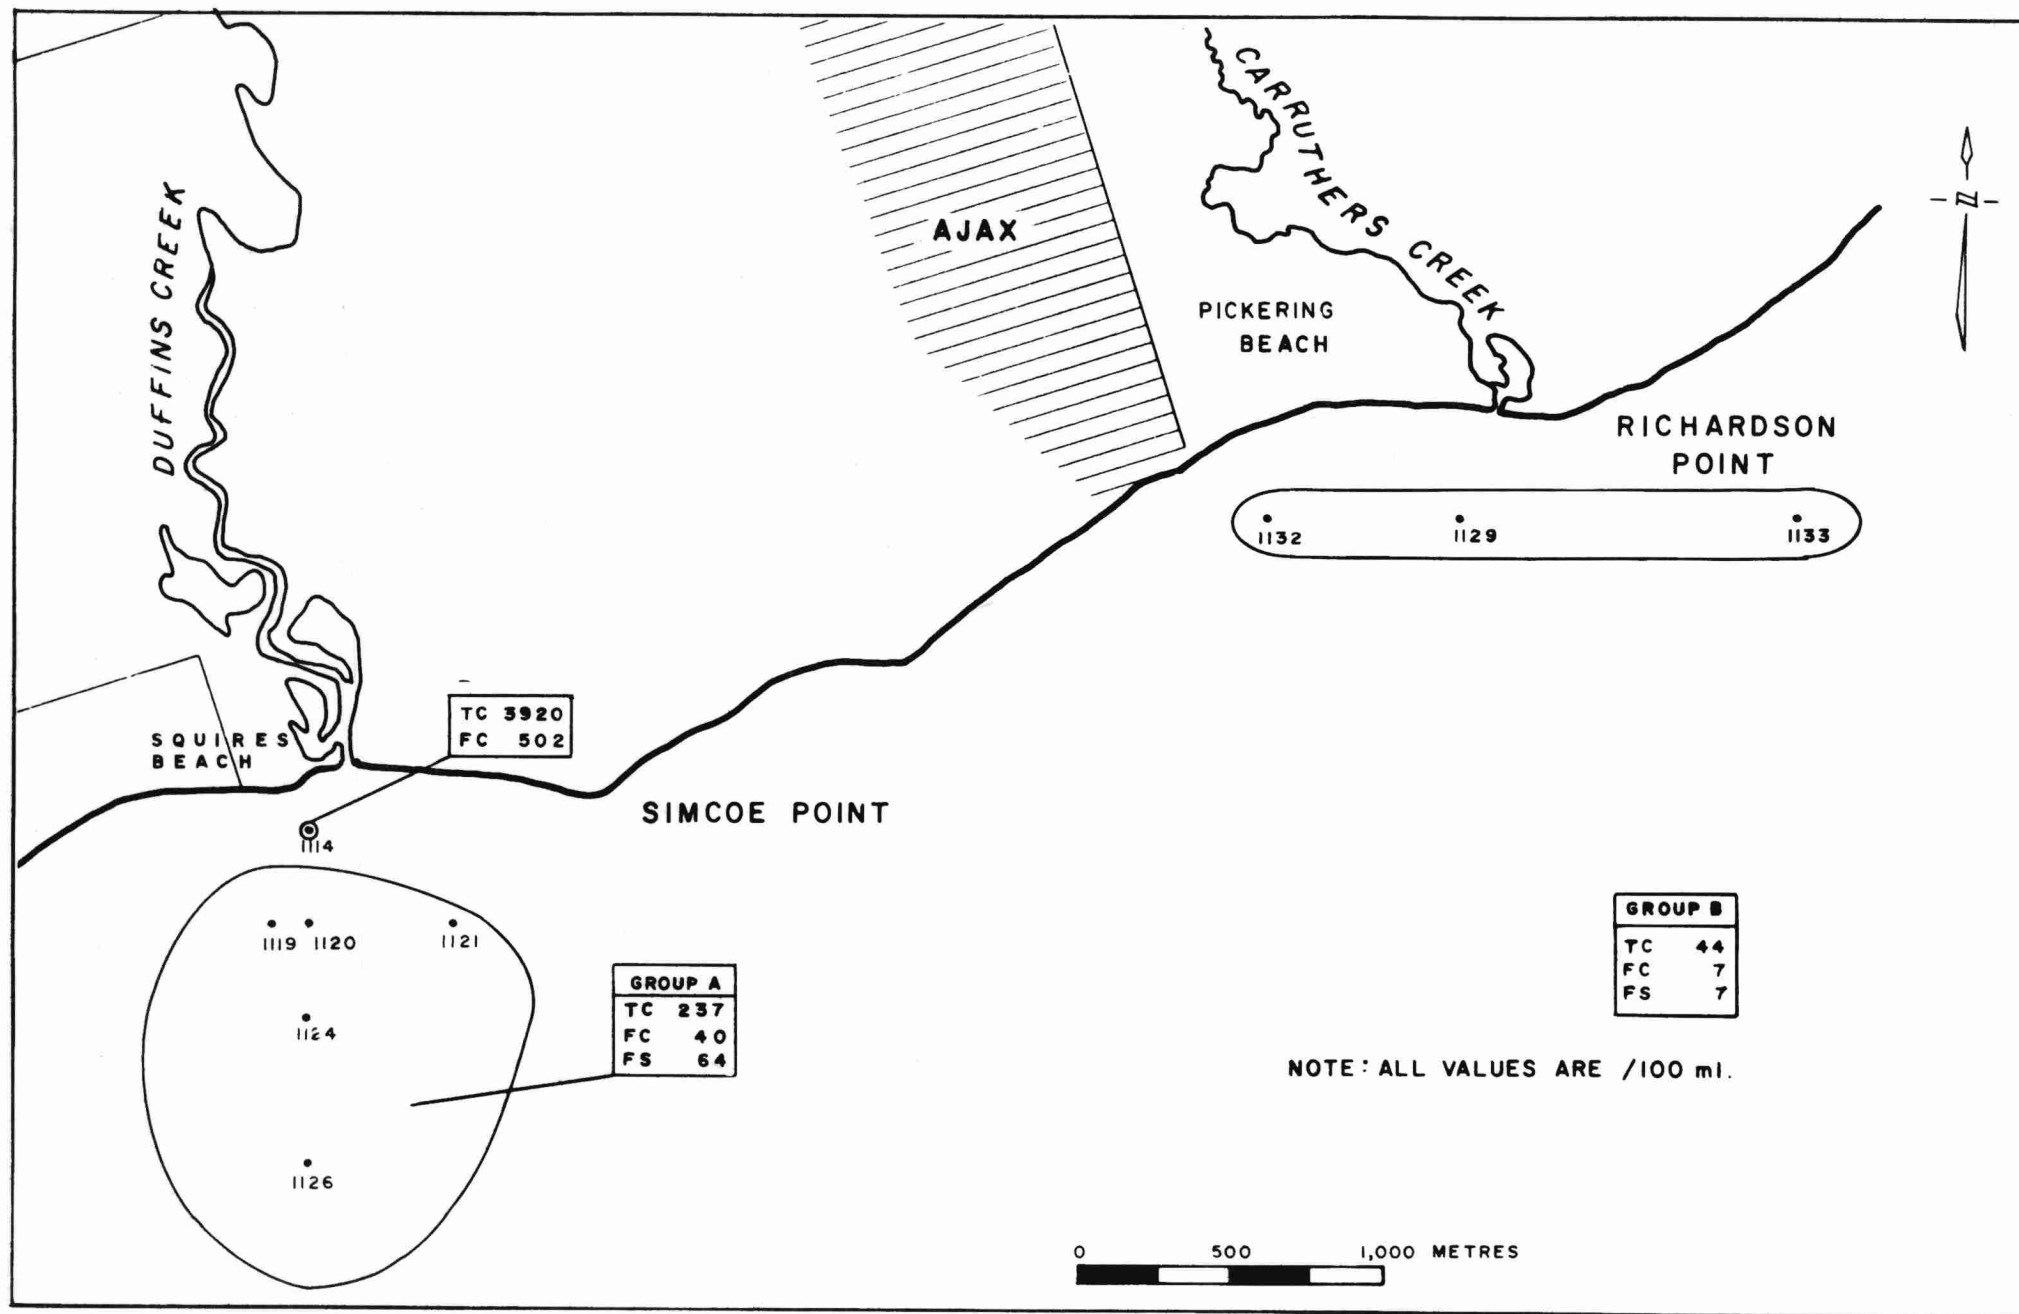 CARRUTHERS CREEK
N
DUFFINS CREEK
AJAX
PICKERING
BEACH
RICHARDSON
POINT
1132
1129
1133
TC 3920
FC 502
SQUIRES
BEACH
SIMCOE POINT
1114
1119
1120
1121
1124
1126
GROUP A
TC 237
FC 40
FS 64
GROUP B
TC 44
FC 7
FS 7
NOTE: ALL VALUES ARE /100 ml.
0 500 1,000 METRES